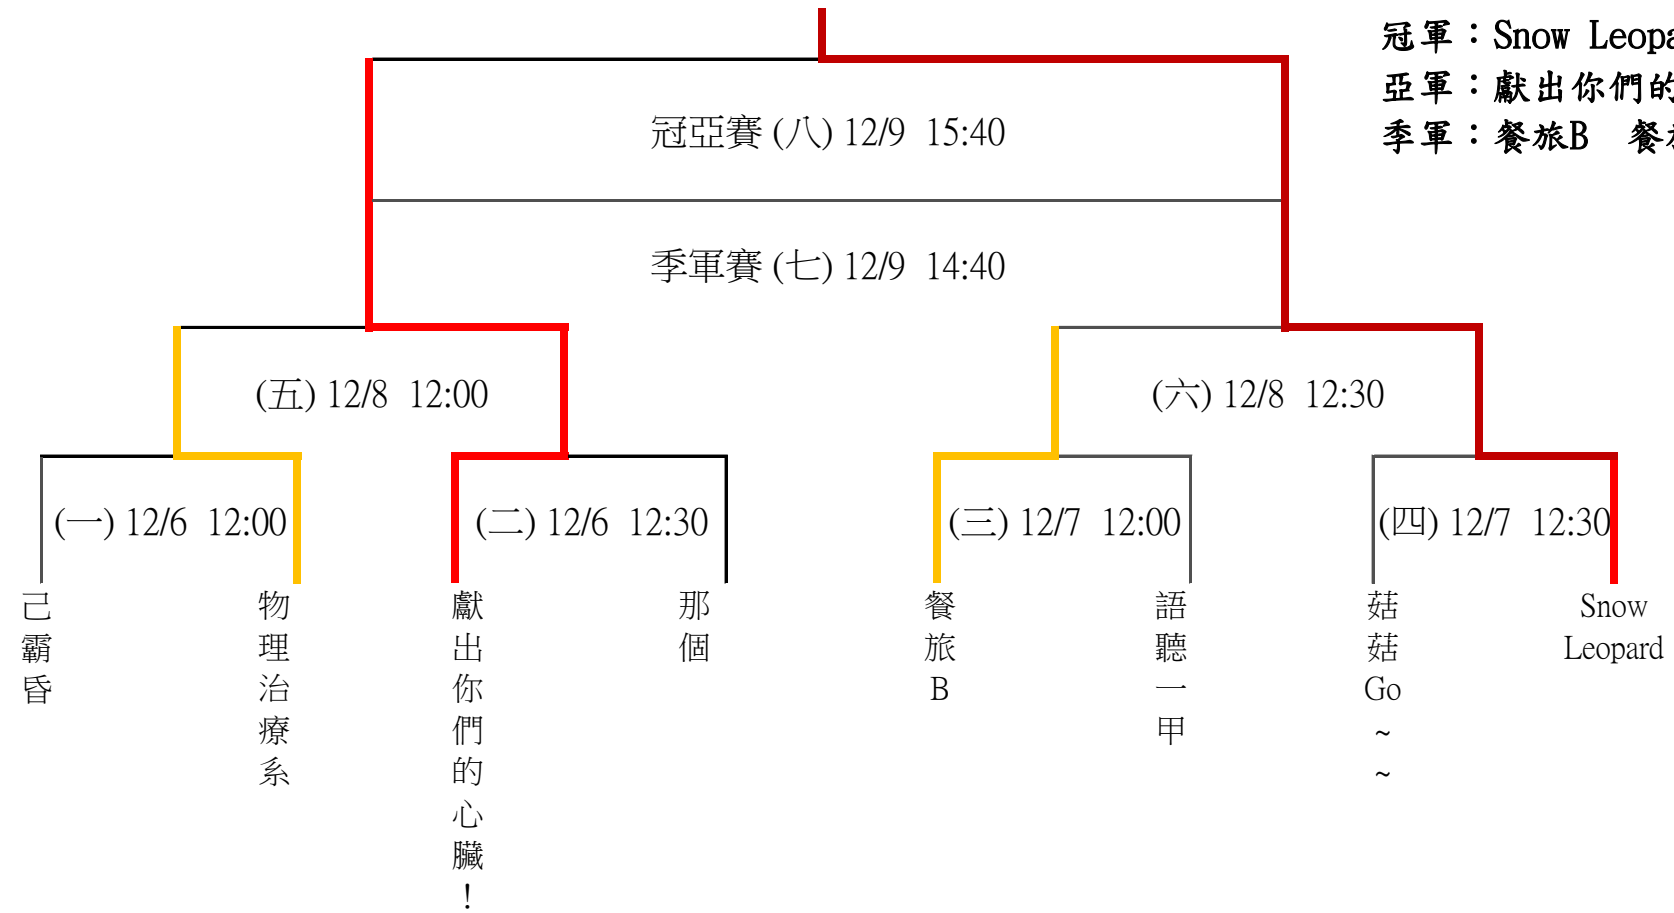 冠軍：Snow Leopa
亞軍：獻出你們的
季軍：餐旅B 餐
冠亞賽 (八) 12/9 15:40
季軍賽 (七) 12/9 14:40
(五) 12/8 12:00
(六) 12/8 12:30
(一) 12/6 12:00
(二) 12/6 12:30
(三) 12/7 12:00
(四) 12/7 12:30
己霸昏
物理治療系
獻出你們的心臟！
那個
餐旅B
語聽一甲
菇菇Go~~
Snow
Leopard